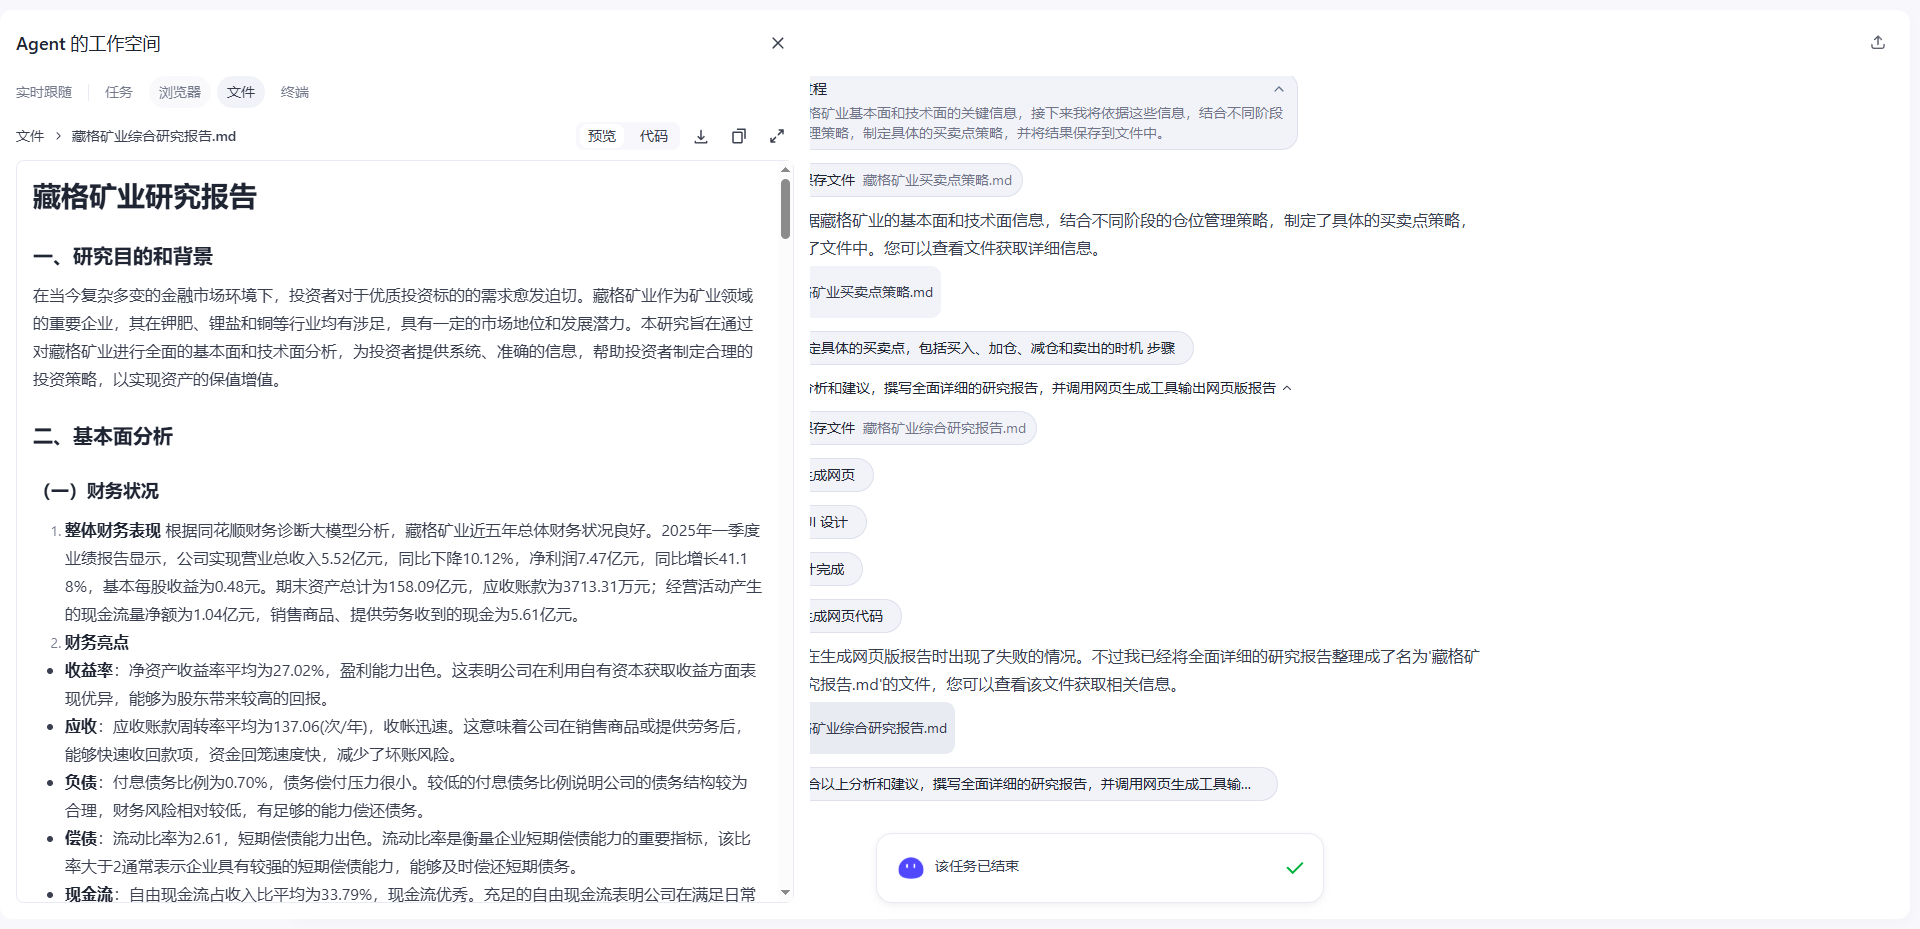 Agent 的工作空间
实时跟随
任务
浏览器
文件
终端
文件 > 藏格矿业综合研究报告.md
预览
代码
藏格矿业研究报告
一、研究目的和背景
在当今复杂多变的金融市场环境下，投资者对于优质投资标的的需求愈发迫切。藏格矿业作为矿业领域
的重要企业，其在钾肥、锂盐和铜等行业均有涉足，具有一定的市场地位和发展潜力。本研究旨在通过
对藏格矿业进行全面的基本面和技术面分析，为投资者提供系统、准确的信息，帮助投资者制定合理的
投资策略，以实现资产的保值增值。
二、基本面分析
（一）财务状况
1. 整体财务表现 根据同花顺财务诊断大模型分析，藏格矿业近五年总体财务状况良好。2025年一季度
业绩报告显示，公司实现营业总收入5.52亿元，同比下降10.12%，净利润7.47亿元，同比增长41.1
8%，基本每股收益为0.48元。期末资产总计为158.09亿元，应收账款为3713.31万元；经营活动产生
的现金流量净额为1.04亿元，销售商品、提供劳务收到的现金为5.61亿元。
2. 财务亮点
• 收益率：净资产收益率平均为27.02%，盈利能力出色。这表明公司在利用自有资本获取收益方面表
现优异，能够为股东带来较高的回报。
• 应收：应收账款周转率平均为137.06(次/年)，收帐迅速。这意味着公司在销售商品或提供劳务后，
能够快速收回款项，资金回笼速度快，减少了坏账风险。
• 负债：付息债务比例为0.70%，债务偿付压力很小。较低的付息债务比例说明公司的债务结构较为
合理，财务风险相对较低，有足够的能力偿还债务。
• 偿债：流动比率为2.61，短期偿债能力出色。流动比率是衡量企业短期偿债能力的重要指标，该比
率大于2通常表示企业具有较强的短期偿债能力，能够及时偿还短期债务。
• 现金流：自由现金流占收入比平均为33.79%，现金流优秀。充足的自由现金流表明公司在满足日常
程
格矿业基本面和技术面的关键信息，接下来我将依据这些信息，结合不同阶段
理策略，制定具体的买卖点策略，并将结果保存到文件中。
存文件 藏格矿业买卖点策略.md
据藏格矿业的基本面和技术面信息，结合不同阶段的仓位管理策略，制定了具体的买卖点策略，
了文件中。您可以查看文件获取详细信息。
矿业买卖点策略.md
定具体的买卖点，包括买入、加仓、减仓和卖出的时机 步骤
析和建议，撰写全面详细的研究报告，并调用网页生成工具输出网页版报告
存文件 藏格矿业综合研究报告.md
成网页
设计
完成
成网页代码
在生成网页版报告时出现了失败的情况。不过我已经将全面详细的研究报告整理成了名为'藏格矿
究报告.md'的文件，您可以查看该文件获取相关信息。
矿业综合研究报告.md
合以上分析和建议，撰写全面详细的研究报告，并调用网页生成工具输...
该任务已结束